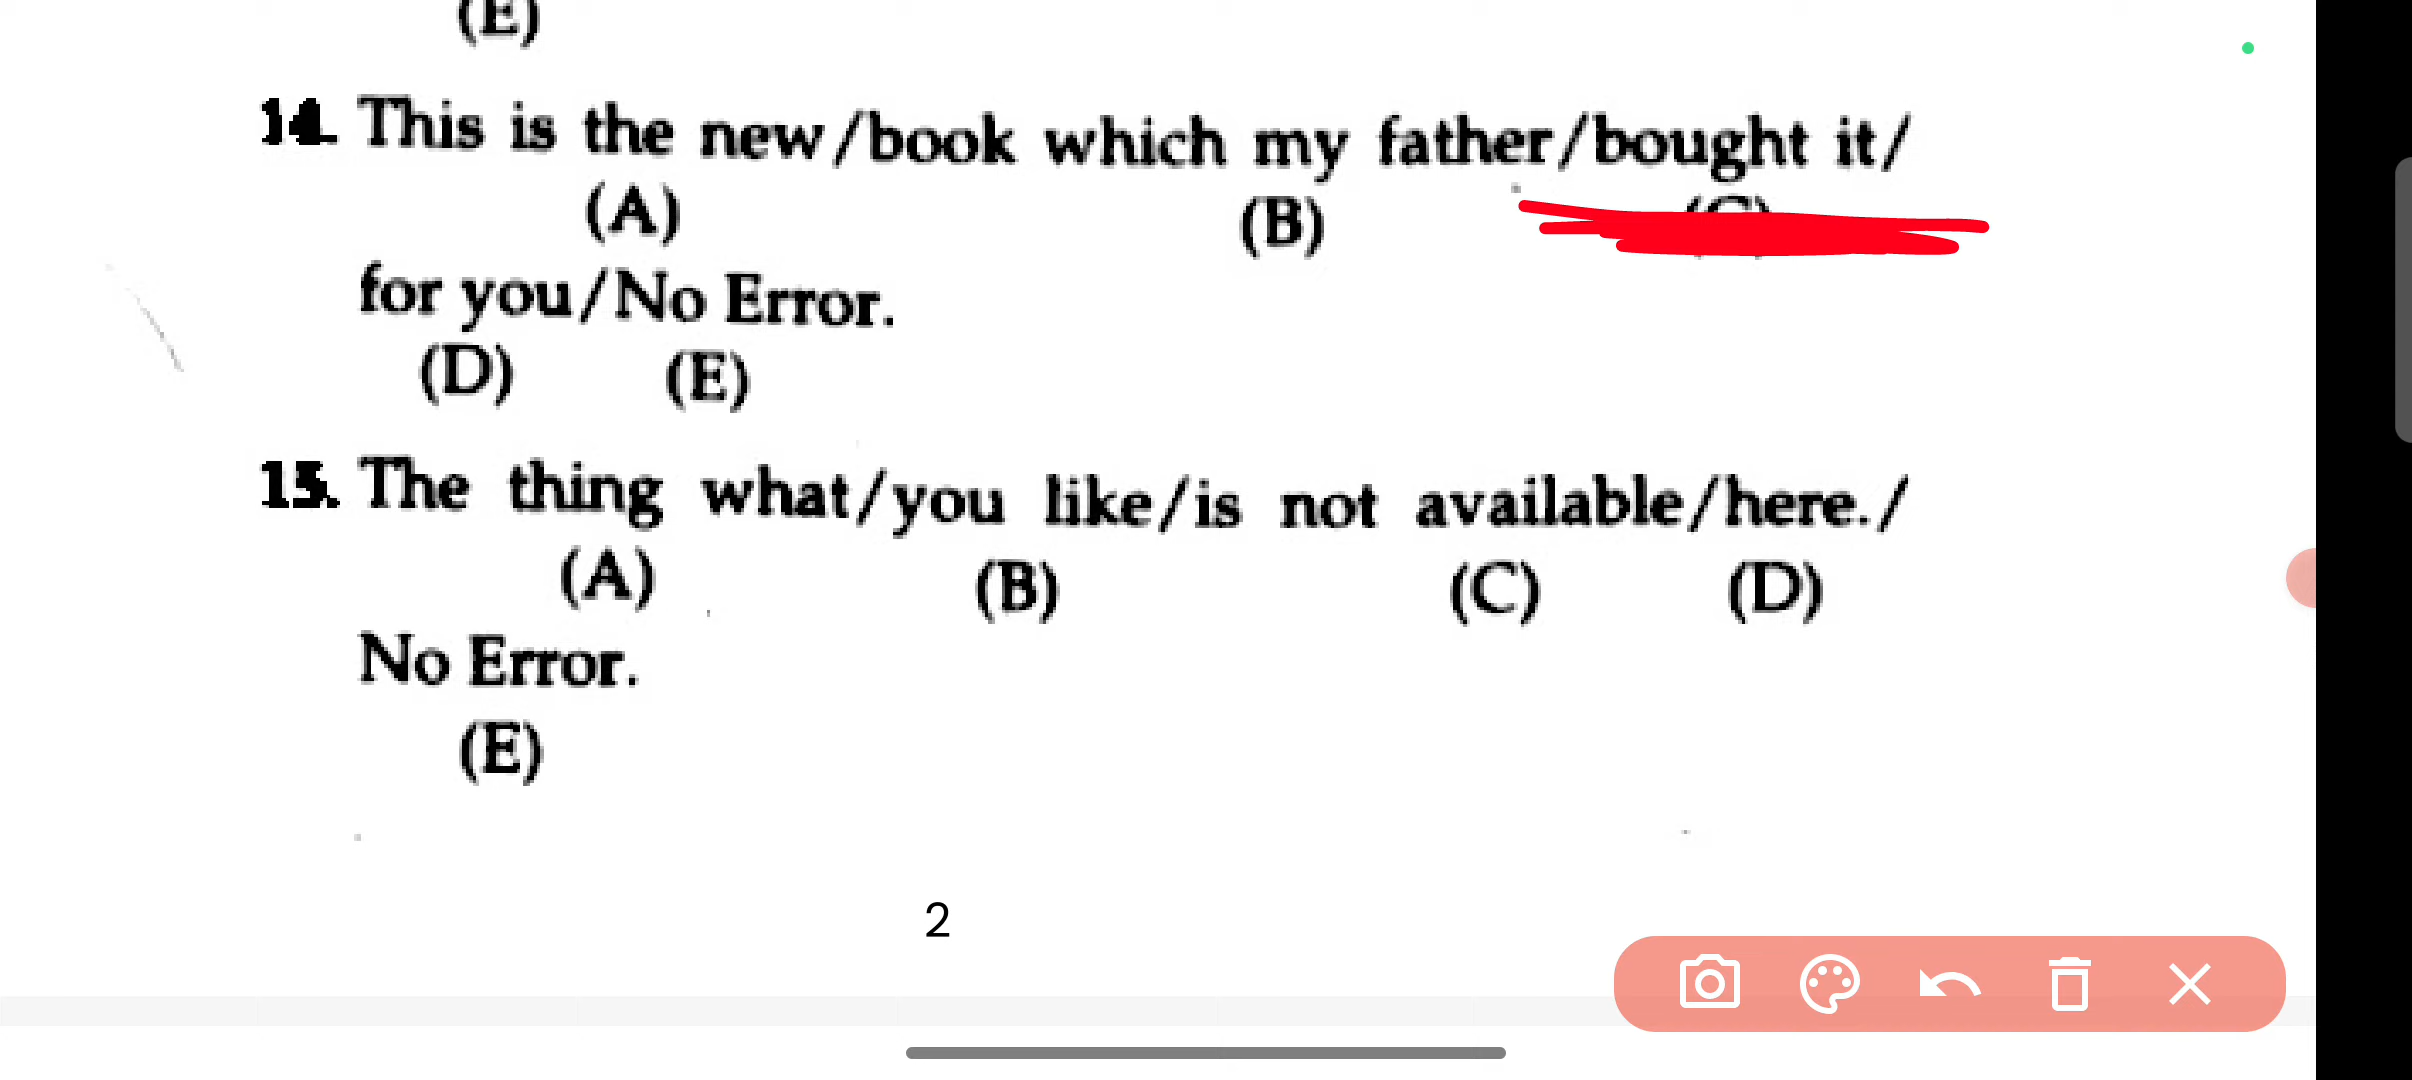 (E)
14. This is the new/book which my father/bought it/
(A) (B) (C)
for you/No Error.
(D) (E)
15. The thing what/you like/is not available/here./
(A) (B) (C) (D)
No Error.
(E)
2